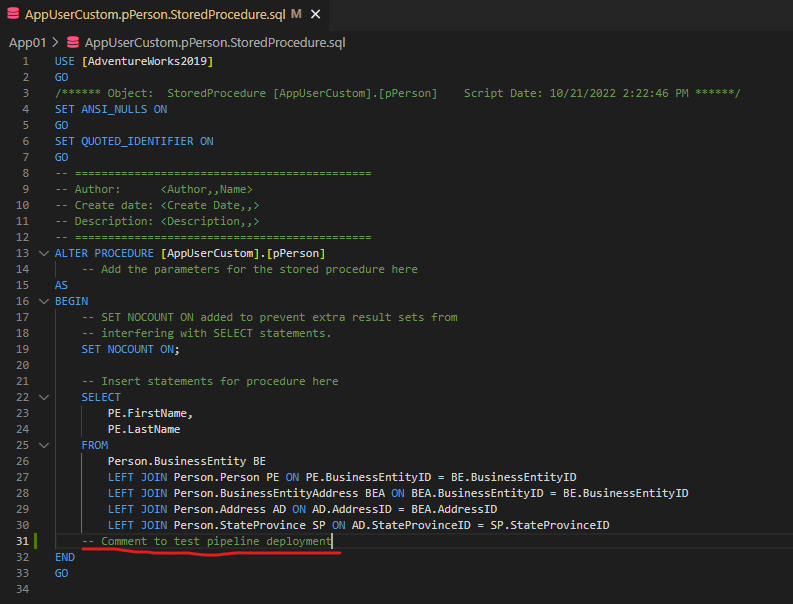 AppUserCustom.pPerson.StoredProcedure.sql M
App01 > AppUserCustom.pPerson.StoredProcedure.sql
1 USE [AdventureWorks2019]
2 GO
3 /****** Object:  StoredProcedure [AppUserCustom].[pPerson]    Script Date: 10/21/2022 2:22:46 PM ******/
4 SET ANSI_NULLS ON
5 GO
6 SET QUOTED_IDENTIFIER ON
7 GO
8 -- =============================================
9 -- Author:      <Author,,Name>
10 -- Create date: <Create Date,,>
11 -- Description: <Description,,>
12 -- =============================================
13 ALTER PROCEDURE [AppUserCustom].[pPerson]
14     -- Add the parameters for the stored procedure here
15 AS
16 BEGIN
17     -- SET NOCOUNT ON added to prevent extra result sets from
18     -- interfering with SELECT statements.
19     SET NOCOUNT ON;
20
21     -- Insert statements for procedure here
22     SELECT
23         PE.FirstName,
24         PE.LastName
25     FROM
26         Person.BusinessEntity BE
27         LEFT JOIN Person.Person PE ON PE.BusinessEntityID = BE.BusinessEntityID
28         LEFT JOIN Person.BusinessEntityAddress BEA ON BEA.BusinessEntityID = BE.BusinessEntityID
29         LEFT JOIN Person.Address AD ON AD.AddressID = BEA.AddressID
30         LEFT JOIN Person.StateProvince SP ON AD.StateProvinceID = SP.StateProvinceID
31     -- Comment to test pipeline deployment
32 END
33 GO
34